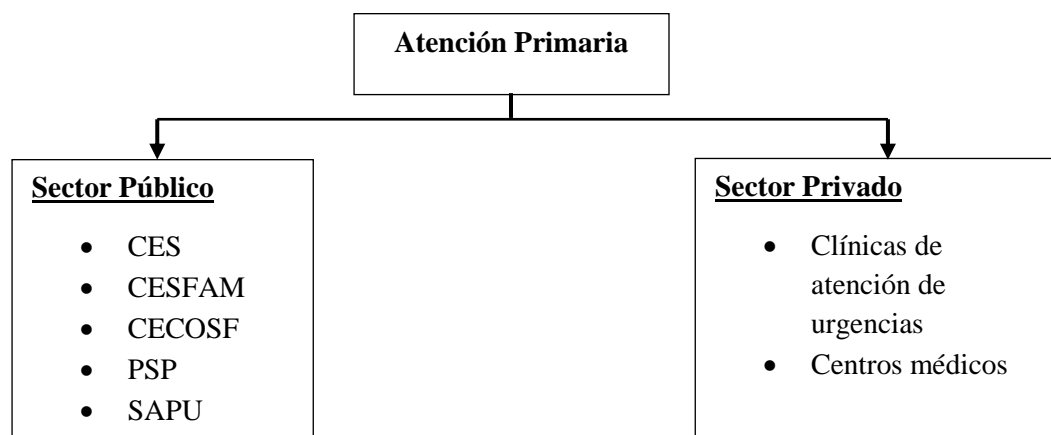 Atención Primaria
Sector Público
• CES
• CESFAM
• CECOSF
• PSP
• SAPU
Sector Privado
• Clínicas de
atención de
urgencias
• Centros médicos